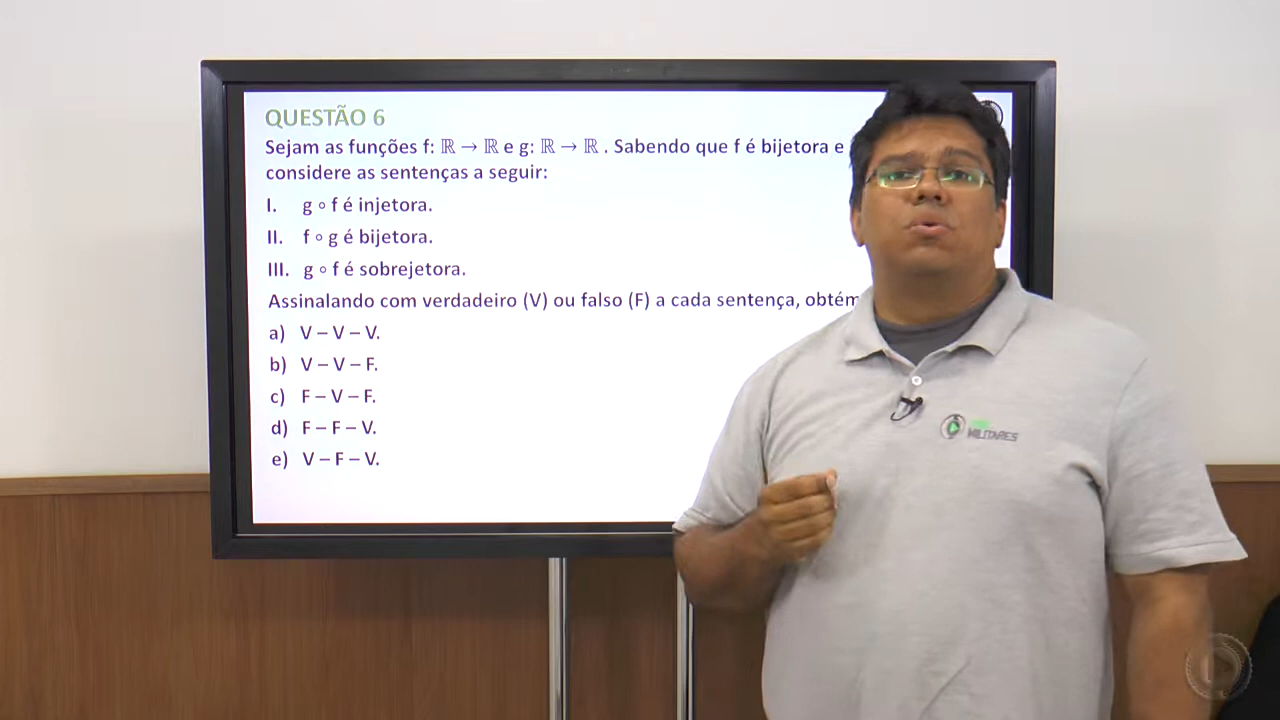 QUESTÃO 6
Sejam as funções f: ℝ → ℝ e g: ℝ → ℝ . Sabendo que f é bijetora e
considere as sentenças a seguir:
I. g ∘ f é injetora.
II. f ∘ g é bijetora.
III. g ∘ f é sobrejetora.
Assinalando com verdadeiro (V) ou falso (F) a cada sentença,
a) V – V – V.
b) V – V – F.
c) F – V – F.
d) F – F – V.
e) V – F – V.
MILITARES